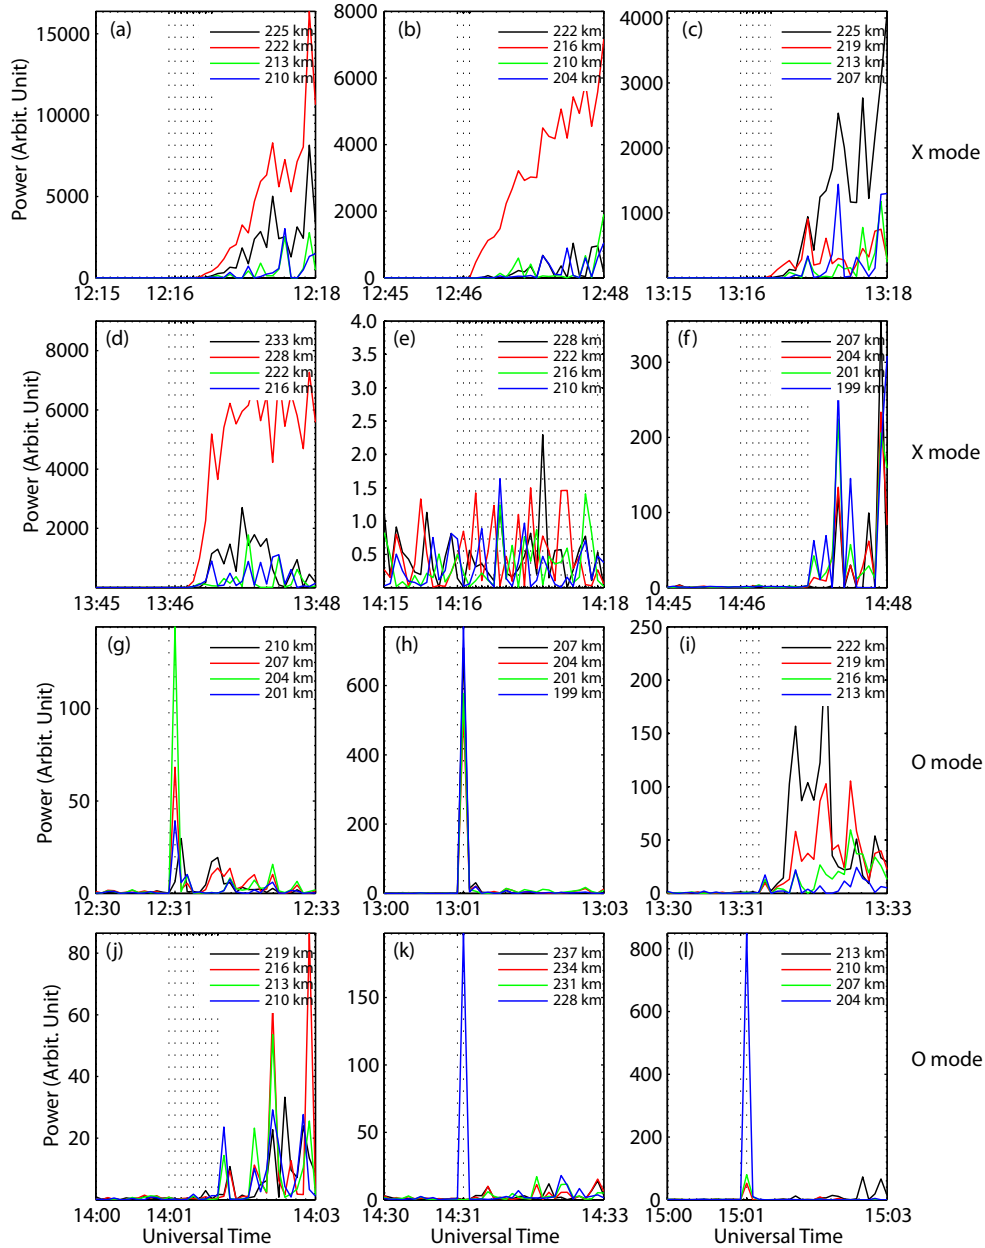 (a)
225 km
222 km
213 km
210 km
15000
10000
5000
0
12:15 12:16 12:18
Power (Arbit. Unit)
(b)
222 km
216 km
210 km
204 km
8000
6000
4000
2000
0
12:45 12:46 12:48
(c)
225 km
219 km
213 km
207 km
4000
3000
2000
1000
0
13:15 13:16 13:18
X mode
(d)
233 km
228 km
222 km
216 km
8000
6000
4000
2000
13:45 13:46 13:48
Power (Arbit. Unit)
(e)
228 km
222 km
216 km
210 km
4.0
3.5
3.0
2.5
2.0
1.5
1.0
0.5
0.0
14:15 14:16 14:18
(f)
207 km
204 km
201 km
199 km
300
200
100
0
14:45 14:46 14:48
X mode
(g)
210 km
207 km
204 km
201 km
100
50
0
12:30 12:31 12:33
Power (Arbit. Unit)
(h)
207 km
204 km
201 km
199 km
600
400
200
0
13:00 13:01 13:03
(i)
222 km
219 km
216 km
213 km
250
200
150
100
50
0
13:30 13:31 13:33
O mode
(j)
219 km
216 km
213 km
210 km
60
40
20
0
80
14:00 14:01 14:03
Universal Time
Power (Arbit. Unit)
(k)
237 km
234 km
231 km
228 km
150
100
50
0
14:30 14:31 14:33
Universal Time
(l)
213 km
210 km
207 km
204 km
800
600
400
200
0
15:00 15:01 15:03
Universal Time
O mode